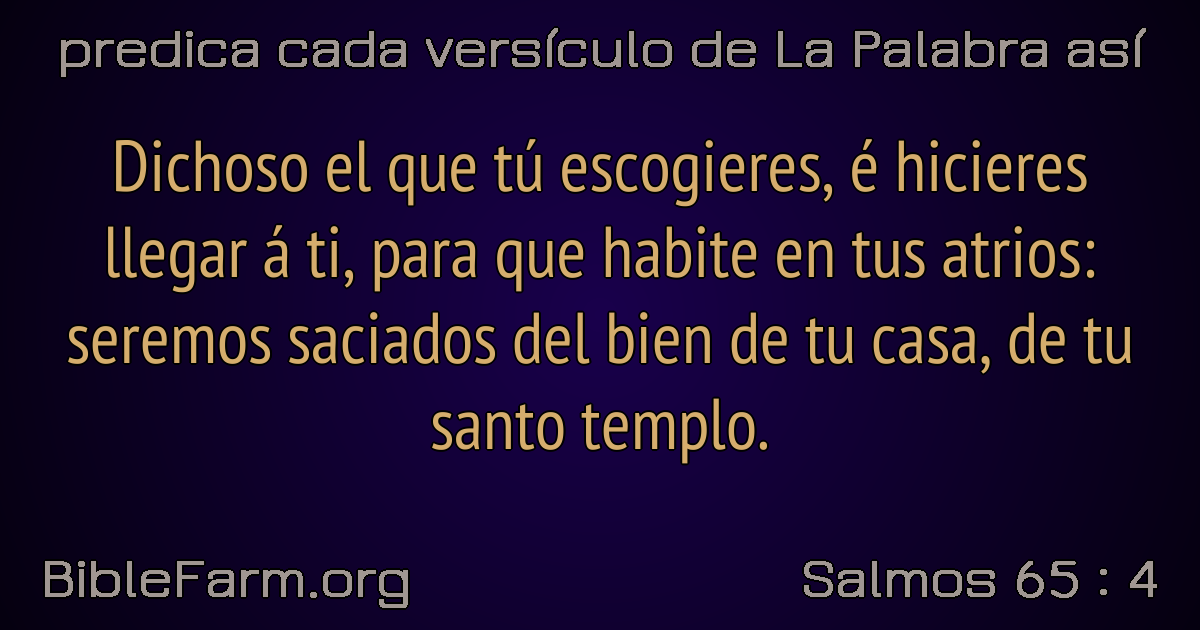 predica cada versículo de La Palabra así
Dichoso el que tú escogieres, é hicieres
llegar á ti, para que habite en tus atrios:
seremos saciados del bien de tu casa, de tu
santo templo.
BibleFarm.org
Salmos 65 : 4